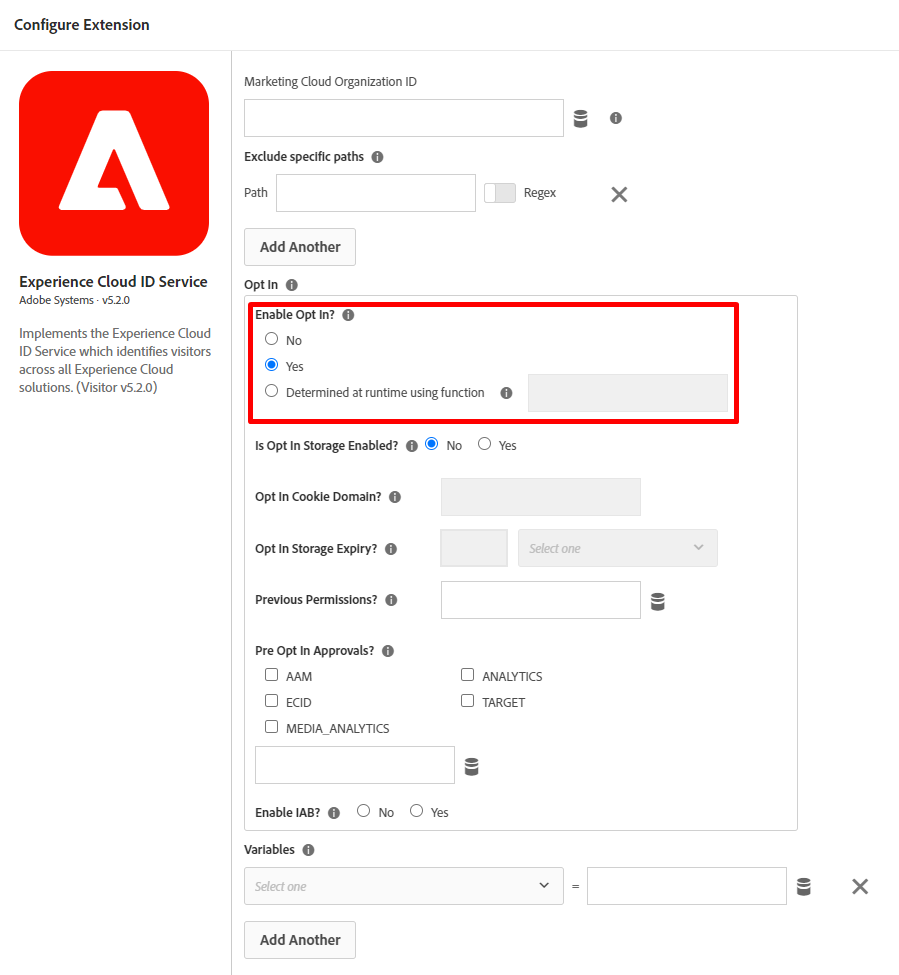 Configure Extension
Experience Cloud ID Service
Adobe Systems · v5.2.0
Implements the Experience Cloud
ID Service which identifies visitors
across all Experience Cloud
solutions. (Visitor v5.2.0)
Marketing Cloud Organization ID
Exclude specific paths
Path
Regex
Add Another
Opt In
Enable Opt In?
No
Yes
Determined at runtime using function
Is Opt In Storage Enabled? No Yes
Opt In Cookie Domain?
Opt In Storage Expiry? Select one
Previous Permissions?
Pre Opt In Approvals?
AAM ANALYTICS
ECID TARGET
MEDIA_ANALYTICS
Enable IAB? No Yes
Variables
Select one =
Add Another